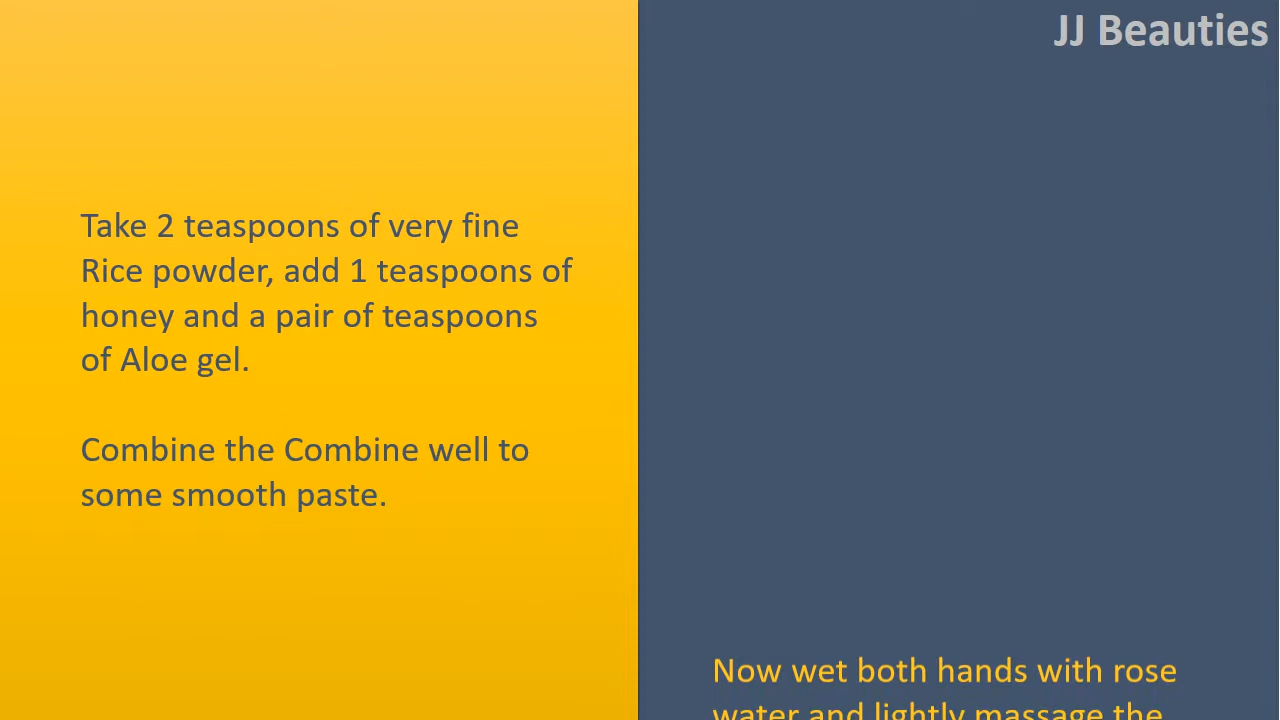 JJ Beauties
Take 2 teaspoons of very fine
Rice powder, add 1 teaspoons of
honey and a pair of teaspoons
of Aloe gel.
Combine the Combine well to
some smooth paste.
Now wet both hands with rose
water and lightly massage the